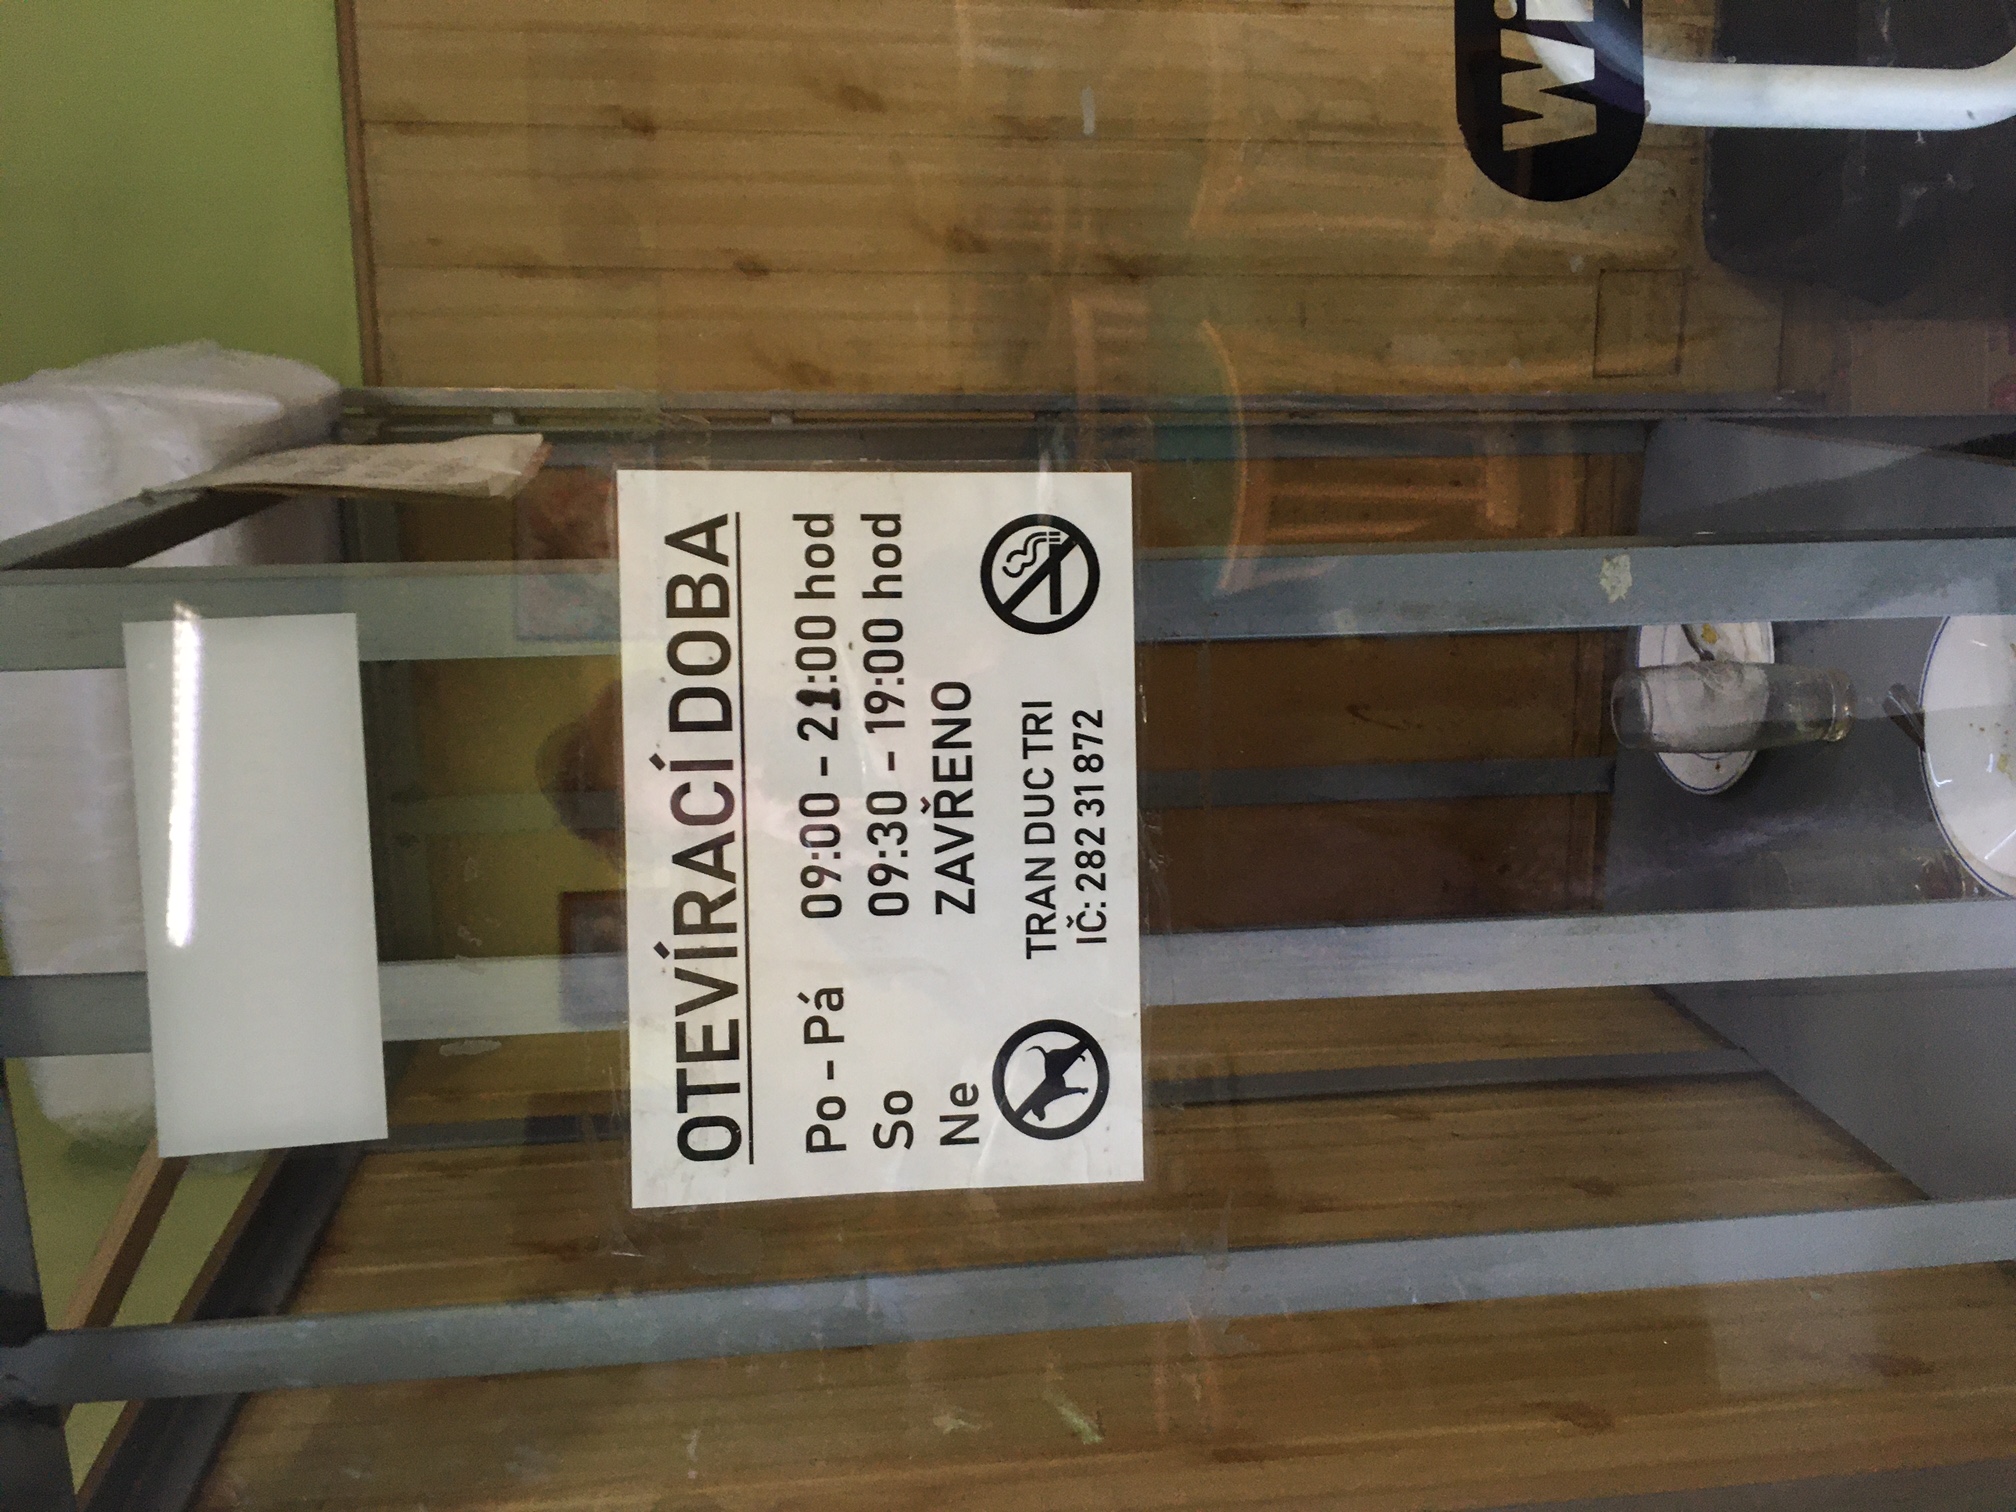 OTEVÍRACÍ DOBA
Po - Pá 09:00 - 21:00 hod
So 09:30 - 19:00 hod
Ne ZAVŘENO
TRAN DUC TRI
IČ: 282 31 872